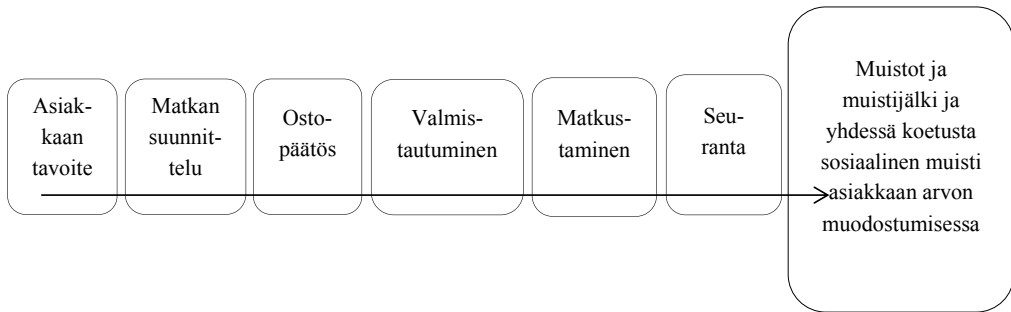 Asiak-
kaan
tavoite
Matkan
suunnit-
telu
Osto-
päätös
Valmis-
tautuminen
Matkus-
taminen
Seu-
ranta
Muistot ja
muistijälki ja
yhdessä koetusta
sosiaalinen muisti
asiakkaan arvon
muodostumisessa